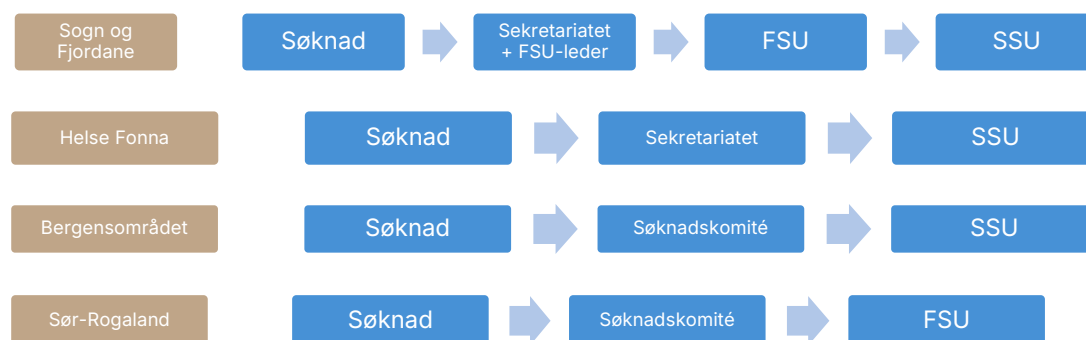 Sogn og
Fjordane
Søknad
Sekretariatet
+ FSU-leder
FSU
SSU
Helse Fonna
Søknad
Sekretariatet
SSU
Bergensområdet
Søknad
Søknadskomité
SSU
Sør-Rogaland
Søknad
Søknadskomité
FSU